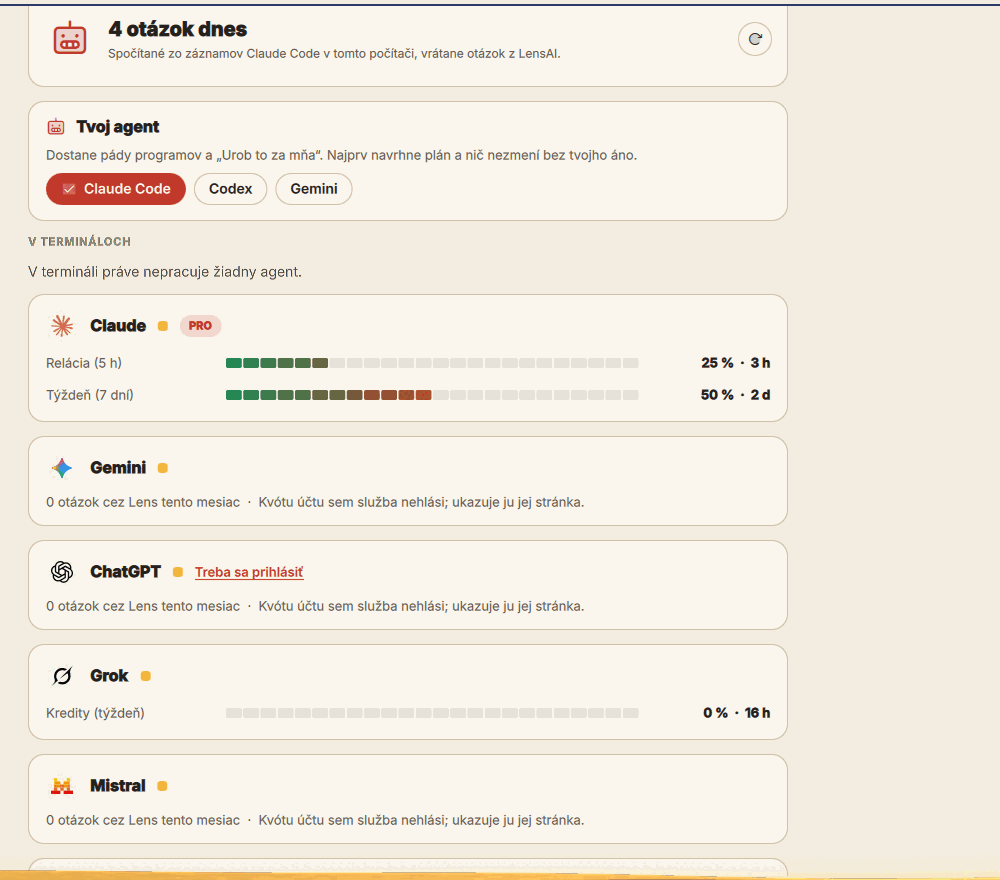 4 otázok dnes
Spočítané zo záznamov Claude Code v tomto počítači, vrátane otázok z LensAI.
Tvoj agent
Dostane pády programov a „Urob to za mňa“. Najprv navrhne plán a nič nezmení bez tvojho áno.
Claude Code Codex Gemini
V TERMINÁLOCH
V termináli práve nepracuje žiadny agent.
Claude PRO
Relácia (5 h) 25 % · 3 h
Týždeň (7 dní) 50 % · 2 d
Gemini
0 otázok cez Lens tento mesiac · Kvótu účtu sem služba nehlási; ukazuje ju jej stránka.
ChatGPT Treba sa prihlásiť
0 otázok cez Lens tento mesiac · Kvótu účtu sem služba nehlási; ukazuje ju jej stránka.
Grok
Kredity (týždeň) 0 % · 16 h
Mistral
0 otázok cez Lens tento mesiac · Kvótu účtu sem služba nehlási; ukazuje ju jej stránka.